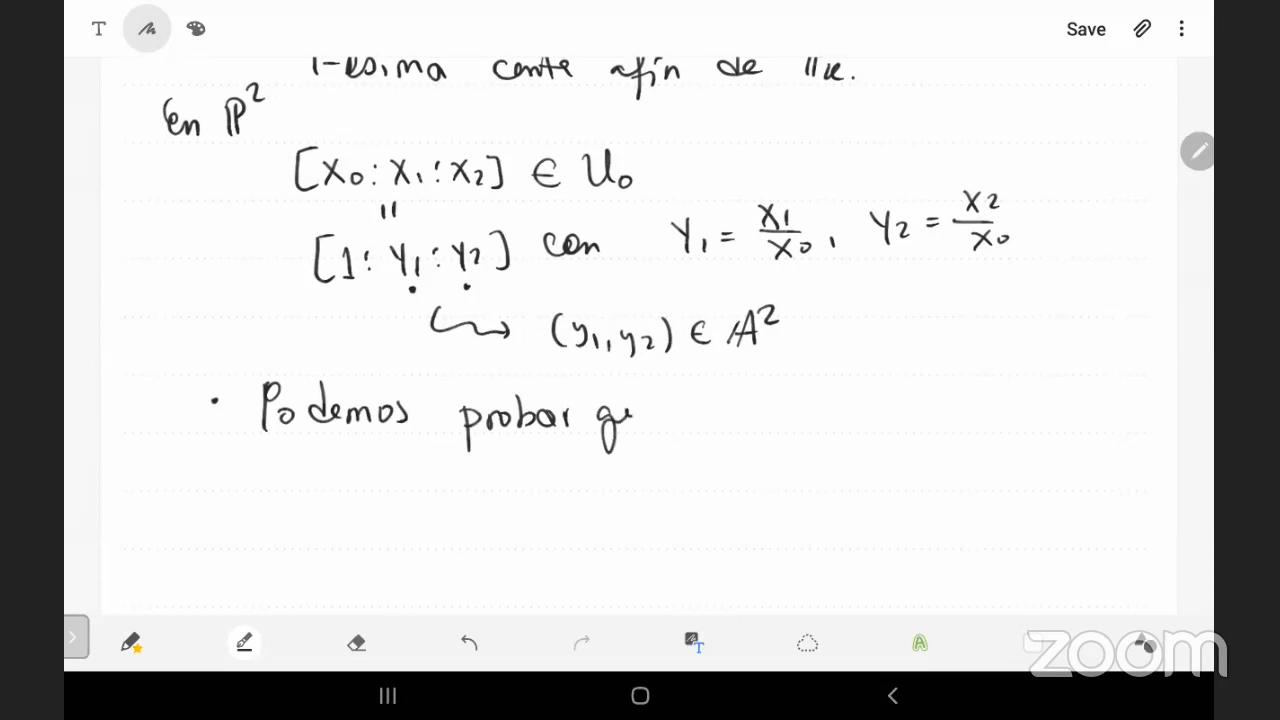 Save
i-ésima carta afín de
En ℙ²
[x₀ : x₁ : x₂] ∈ U₀
"
[1 : y₁ : y₂] con y₁ = x₁/x₀, y₂ = x₂/x₀
↪ (y₁, y₂) ∈ 𝔸²
• Podemos probar qu
zoom